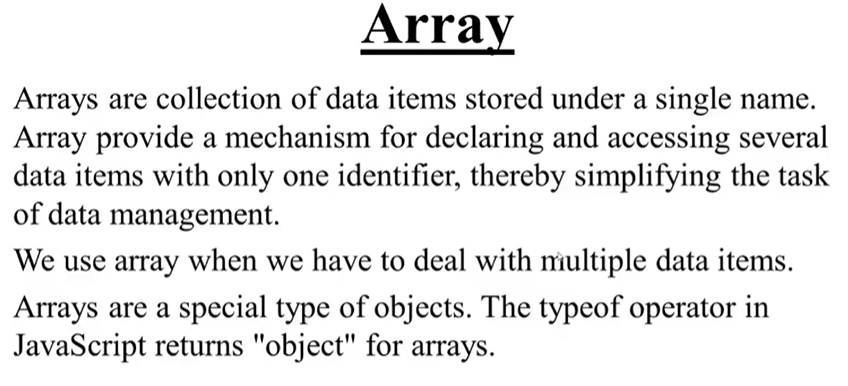 Array
Arrays are collection of data items stored under a single name.
Array provide a mechanism for declaring and accessing several
data items with only one identifier, thereby simplifying the task
of data management.
We use array when we have to deal with multiple data items.
Arrays are a special type of objects. The typeof operator in
JavaScript returns "object" for arrays.